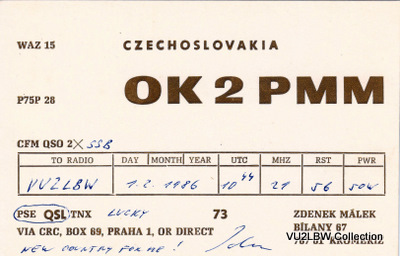 WAZ 15 CZECHOSLOVAKIA
P75P 28 OK2PMM
CFM QSO 2X SSB
TO RADIO DAY MONTH YEAR UTC MHZ RST PWR
VU2LBW 1. 2. 1986 10 44 21 56 50W
PSE QSL TNX LUCKY 73 ZDENEK MÁLEK
VIA CRC, BOX 69, PRAHA 1, OR DIRECT BÍLANY 67
NEW COUNTRY FOR ME! 767 01 KROMĚŘÍŽ
VU2LBW Collection